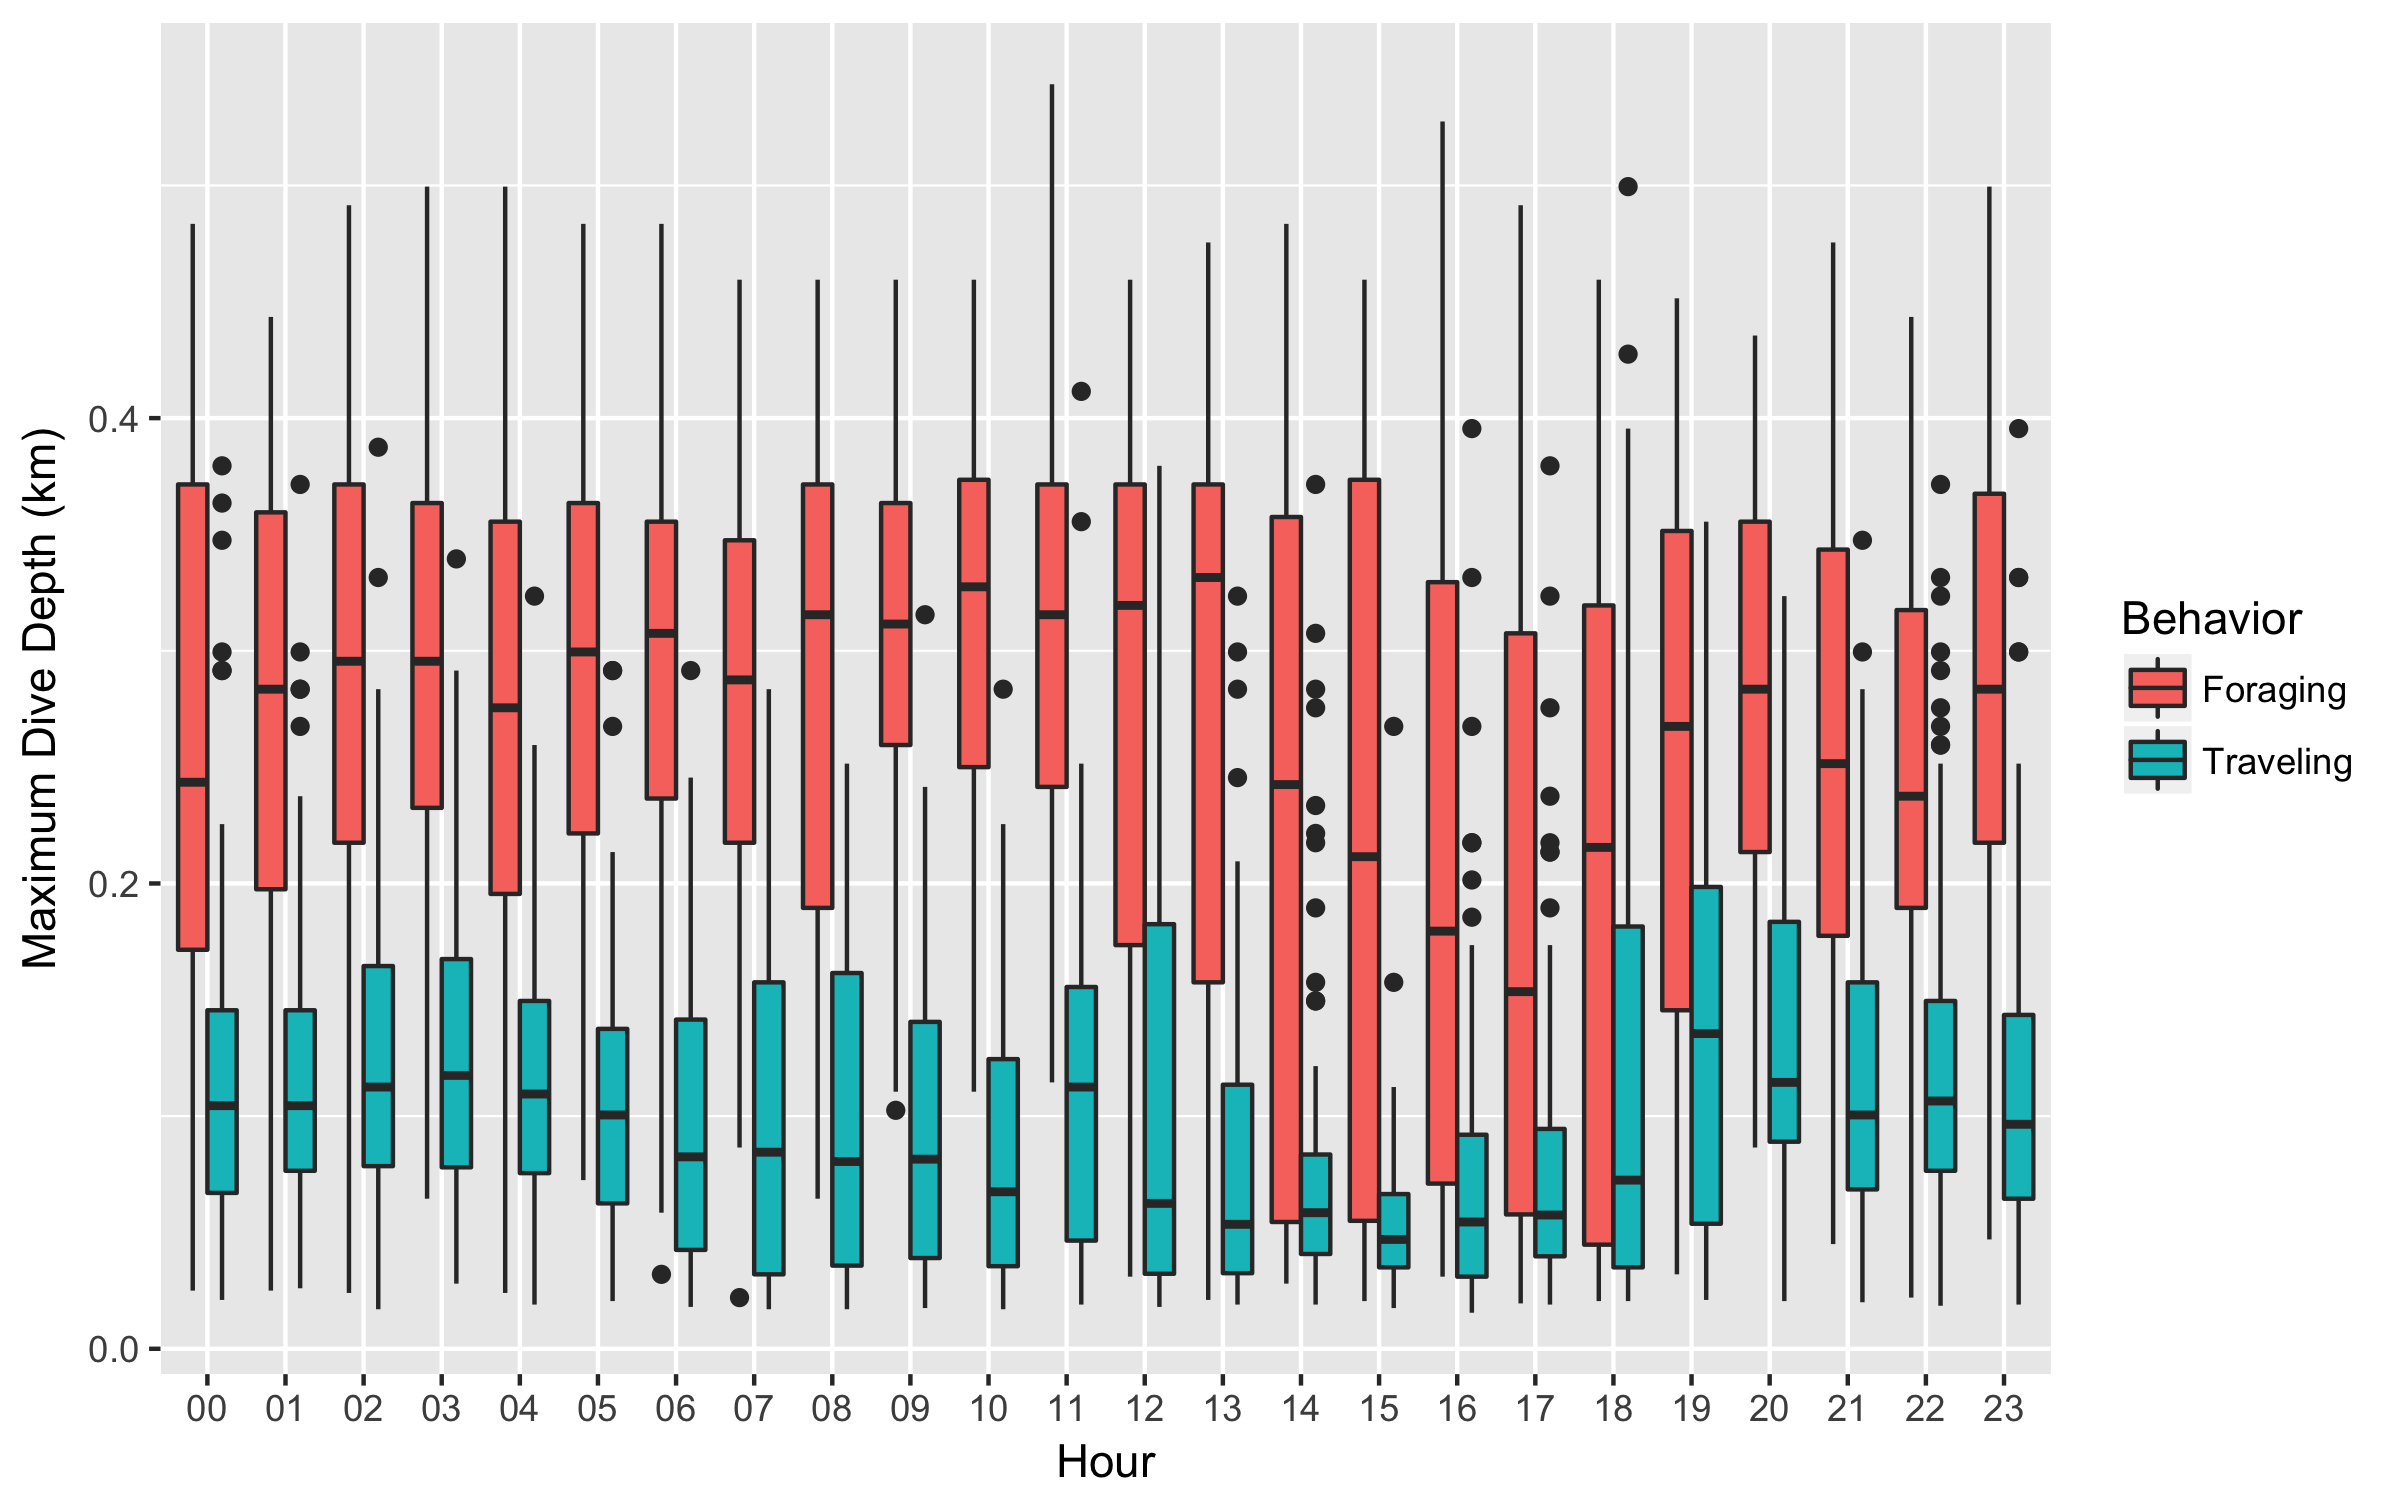 Maximum Dive Depth (km)
0.4
0.2
0.0
00 01 02 03 04 05 06 07 08 09 10 11 12 13 14 15 16 17 18 19 20 21 22 23
Hour
Behavior
Foraging
Traveling